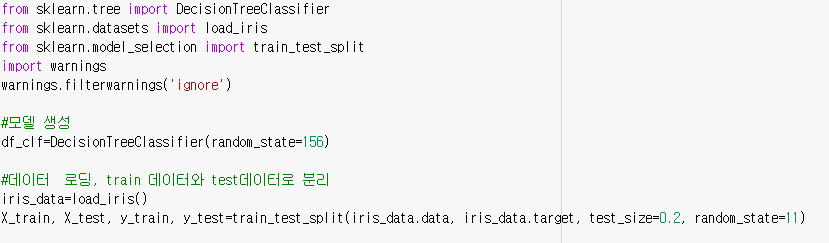 from sklearn.tree import DecisionTreeClassifier
from sklearn.datasets import load_iris
from sklearn.model_selection import train_test_split
import warnings
warnings.filterwarnings('ignore')

#모델 생성
df_clf=DecisionTreeClassifier(random_state=156)

#데이터  로딩, train 데이터와 test데이터로 분리
iris_data=load_iris()
X_train, X_test, y_train, y_test=train_test_split(iris_data.data, iris_data.target, test_size=0.2, random_state=11)